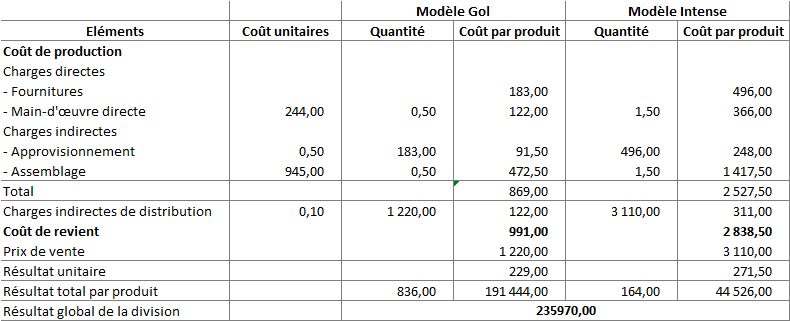 Modèle Gol Modèle Intense
Eléments Coût unitaires Quantité Coût par produit Quantité Coût par produit
Coût de production
Charges directes
- Fournitures 183,00 496,00
- Main-d'œuvre directe 244,00 0,50 122,00 1,50 366,00
Charges indirectes
- Approvisionnement 0,50 183,00 91,50 496,00 248,00
- Assemblage 945,00 0,50 472,50 1,50 1 417,50
Total 869,00 2 527,50
Charges indirectes de distribution 0,10 1 220,00 122,00 3 110,00 311,00
Coût de revient 991,00 2 838,50
Prix de vente 1 220,00 3 110,00
Résultat unitaire 229,00 271,50
Résultat total par produit 836,00 191 444,00 164,00 44 526,00
Résultat global de la division 235970,00